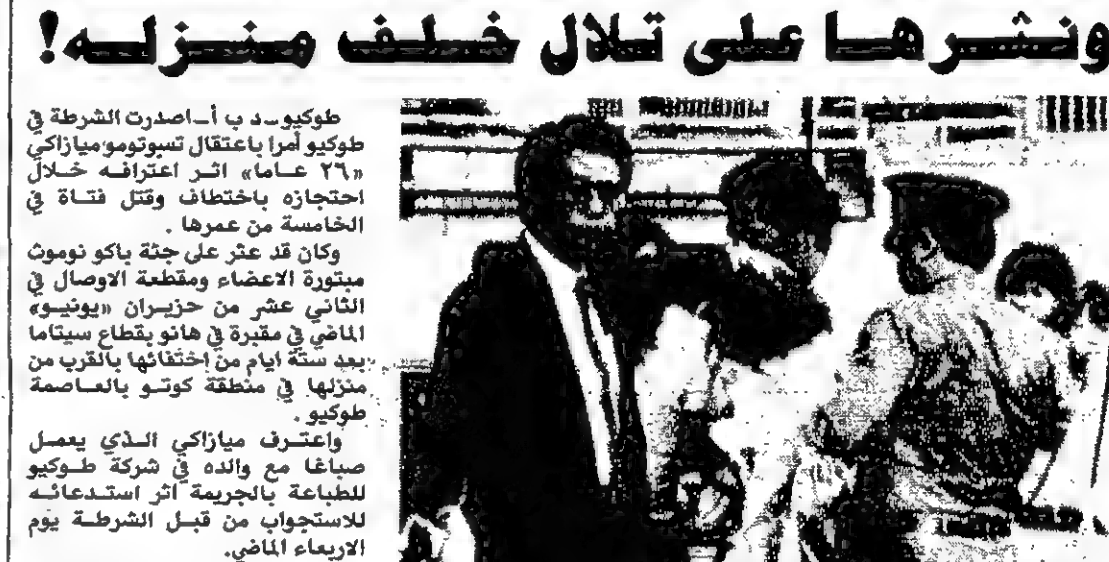 ونشرها على تلال خلف منزله!
طوكيو ـ د ب أ ـ اصدرت الشرطة في
طوكيو أمرا باعتقال تسوتومو ميازاكي
«٢٦ عاما» اثر اعترافه خلال
احتجازه باختطاف وقتل فتاة في
الخامسة من عمرها .
وكان قد عثر على جثة باكو نوموث
مبتورة الاعضاء ومقطعة الاوصال في
الثاني عشر من حزيران «يونيو»
الماضي في مقبرة في هانو بقطاع سيتاما
بعد ستة ايام من إختفائها بالقرب من
منزلها في منطقة كوتو بالعاصمة
طوكيو .
واعترف ميازاكي الذي يعمل
صباغا مع والده في شركة طوكيو
للطباعة بالجريمة اثر استدعائه
للاستجواب من قبل الشرطة يوم
الاربعاء الماضي.